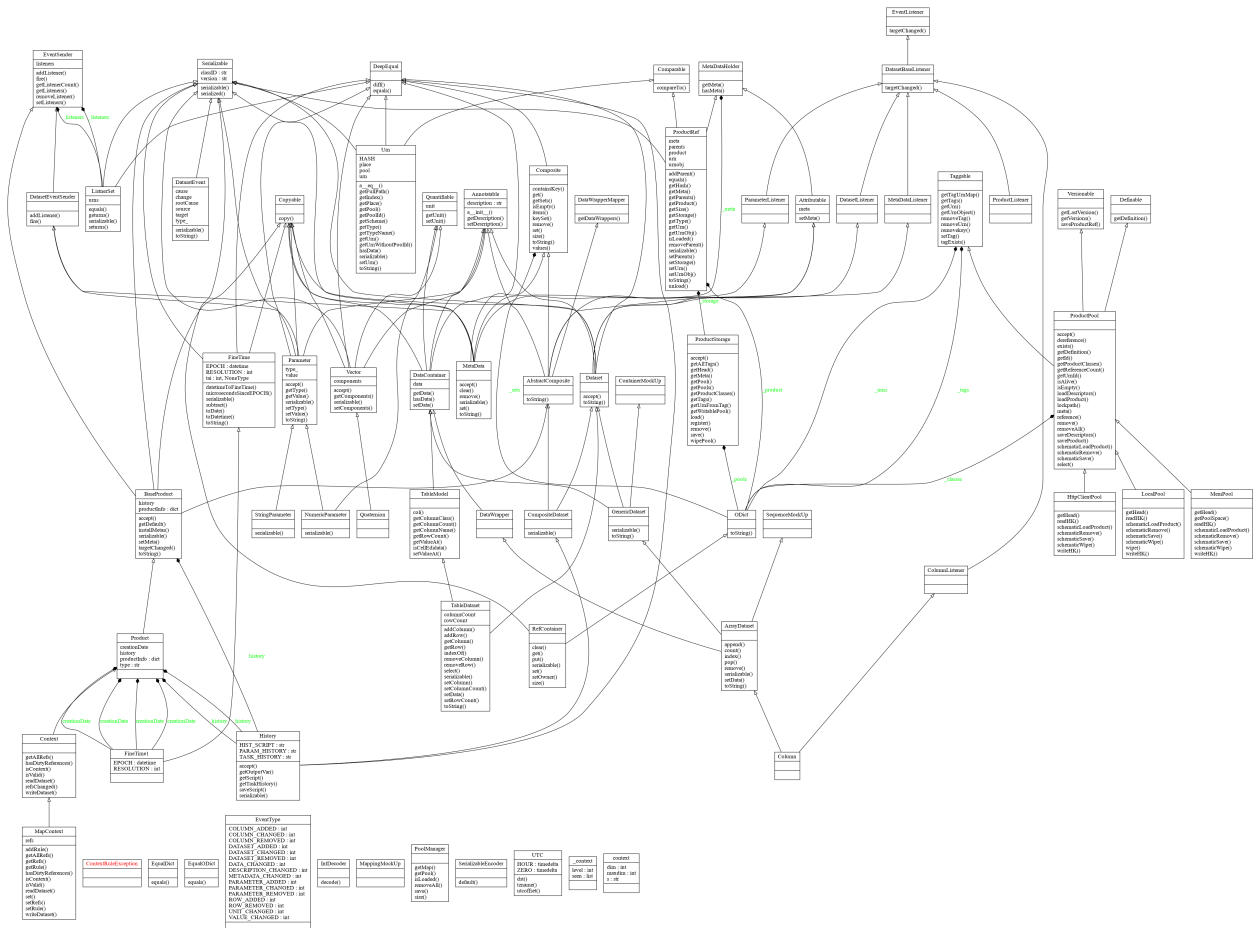 EventListener
targetChanged()
EventSender
listeners
addListener()
fire()
getListenerCount()
getListeners()
removeListener()
setListeners()
Serializable
classID : str
version : str
serializable()
serialized()
DeepEqual
diff()
equals()
Comparable
compareTo()
MetaDataHolder
getMeta()
hasMeta()
DatasetBaseListener
targetChanged()
listeners
listeners
ProductRef
meta
parents
product
urn
urnobj
addParent()
equals()
getHash()
getMeta()
getParents()
getProduct()
getSize()
getStorage()
getType()
getUrn()
getUrnObj()
isLoaded()
removeParent()
serializable()
setParents()
setStorage()
setUrn()
setUrnObj()
toString()
unload()
Urn
HASH
place
pool
urn
a__eq__()
getFullPath()
getIndex()
getPlace()
getPool()
getPoolId()
getScheme()
getType()
getTypeName()
getUrn()
getUrnWithoutPoolId()
hasData()
serializable()
setUrn()
toString()
Composite
containsKey()
get()
getSets()
isEmpty()
items()
keySet()
remove()
set()
size()
toString()
values()
Taggable
getTagUrnMap()
getTags()
getUrn()
getUrnObject()
removeTag()
removeUrn()
removekey()
setTag()
tagExists()
DatasetEventSender
addListener()
fire()
ListnerSet
urns
equals()
geturns()
serializable()
seturns()
DatasetEvent
cause
change
rootCause
source
target
type_
serializable()
toString()
Copyable
copy()
Quantifiable
unit
getUnit()
setUnit()
Annotatable
description : str
a__init__()
getDescription()
setDescription()
DataWrapperMapper
getDataWrappers()
_meta
ParameterListener
Attributable
meta
setMeta()
DatasetListener
MetaDataListener
ProductListener
Versionable
getLastVersion()
getVersions()
saveProductRef()
Definable
getDefinition()
_storage
ProductPool
accept()
dereference()
exists()
getDefinition()
getId()
getProductClasses()
getReferenceCount()
getUrnId()
isAlive()
isEmpty()
loadDescriptors()
loadProduct()
lockpath()
meta()
reference()
remove()
removeAll()
saveDescriptors()
saveProduct()
schematicLoadProduct()
schematicRemove()
schematicSave()
select()
ProductStorage
accept()
getAllTags()
getHead()
getMeta()
getPool()
getPools()
getProductClasses()
getTags()
getUrnFromTag()
getWritablePool()
load()
register()
remove()
save()
wipePool()
FineTime
EPOCH : datetime
RESOLUTION : int
tai : int, NoneType
datetimeToFineTime()
microsecondsSinceEPOCH()
serializable()
subtract()
toDate()
toDatetime()
toString()
Parameter
type_
value
accept()
getType()
getValue()
serializable()
setType()
setValue()
toString()
Vector
components
accept()
getComponents()
serializable()
setComponents()
DataContainer
data
getData()
hasData()
setData()
MetaData
accept()
clear()
remove()
serializable()
set()
toString()
_sets
AbstractComposite
toString()
Dataset
accept()
toString()
ContainerMockUp
_product
_urns
_tags
BaseProduct
history
productInfo : dict
accept()
getDefault()
installMetas()
serializable()
setMeta()
targetChanged()
toString()
StringParameter
serializable()
NumericParameter
serializable()
Quaternion
TableModel
col()
getColumnClass()
getColumnCount()
getColumnName()
getRowCount()
getValueAt()
isCellEditable()
setValueAt()
DataWrapper
CompositeDataset
serializable()
GenericDataset
serializable()
toString()
_pools
ODict
toString()
SequenceMockUp
_classes
HttpClientPool
getHead()
readHK()
schematicLoadProduct()
schematicRemove()
schematicSave()
schematicWipe()
writeHK()
LocalPool
getHead()
readHK()
schematicLoadProduct()
schematicRemove()
schematicSave()
schematicWipe()
wipe()
writeHK()
MemPool
getHead()
getPoolSpace()
readHK()
schematicLoadProduct()
schematicRemove()
schematicSave()
schematicWipe()
writeHK()
ColumnListener
TableDataset
columnCount
rowCount
addColumn()
addRow()
getColumn()
getRow()
indexOf()
removeColumn()
removeRow()
select()
serializable()
setColumn()
setColumnCount()
setData()
setRowCount()
toString()
RefContainer
clear()
get()
put()
serializable()
set()
setOwner()
size()
ArrayDataset
append()
count()
index()
pop()
remove()
serializable()
setData()
toString()
Product
creationDate
history
productInfo : dict
type : str
history
creationDate
creationDate
creationDate
history
history
Context
getAllRefs()
hasDirtyReferences()
isContext()
isValid()
readDataset()
refsChanged()
writeDataset()
FineTime1
EPOCH : datetime
RESOLUTION : int
History
HIST_SCRIPT : str
PARAM_HISTORY : str
TASK_HISTORY : str
accept()
getOutputVar()
getScript()
getTaskHistory()
saveScript()
serializable()
Column
MapContext
refs
addRule()
getAllRefs()
getRefs()
getRule()
hasDirtyReferences()
isContext()
isValid()
readDataset()
set()
setRefs()
setRule()
writeDataset()
ContextRuleException
EqualDict
equals()
EqualODict
equals()
EventType
COLUMN_ADDED : int
COLUMN_CHANGED : int
COLUMN_REMOVED : int
DATASET_ADDED : int
DATASET_CHANGED : int
DATASET_REMOVED : int
DATA_CHANGED : int
DESCRIPTION_CHANGED : int
METADATA_CHANGED : int
PARAMETER_ADDED : int
PARAMETER_CHANGED : int
PARAMETER_REMOVED : int
ROW_ADDED : int
ROW_REMOVED : int
UNIT_CHANGED : int
VALUE_CHANGED : int
IntDecoder
decode()
MappingMockUp
PoolManager
getMap()
getPool()
isLoaded()
removeAll()
save()
size()
SerializableEncoder
default()
UTC
HOUR : timedelta
ZERO : timedelta
dst()
tzname()
utcoffset()
_context
level : int
seen : list
_context
dim : int
maxdim : int
s : str